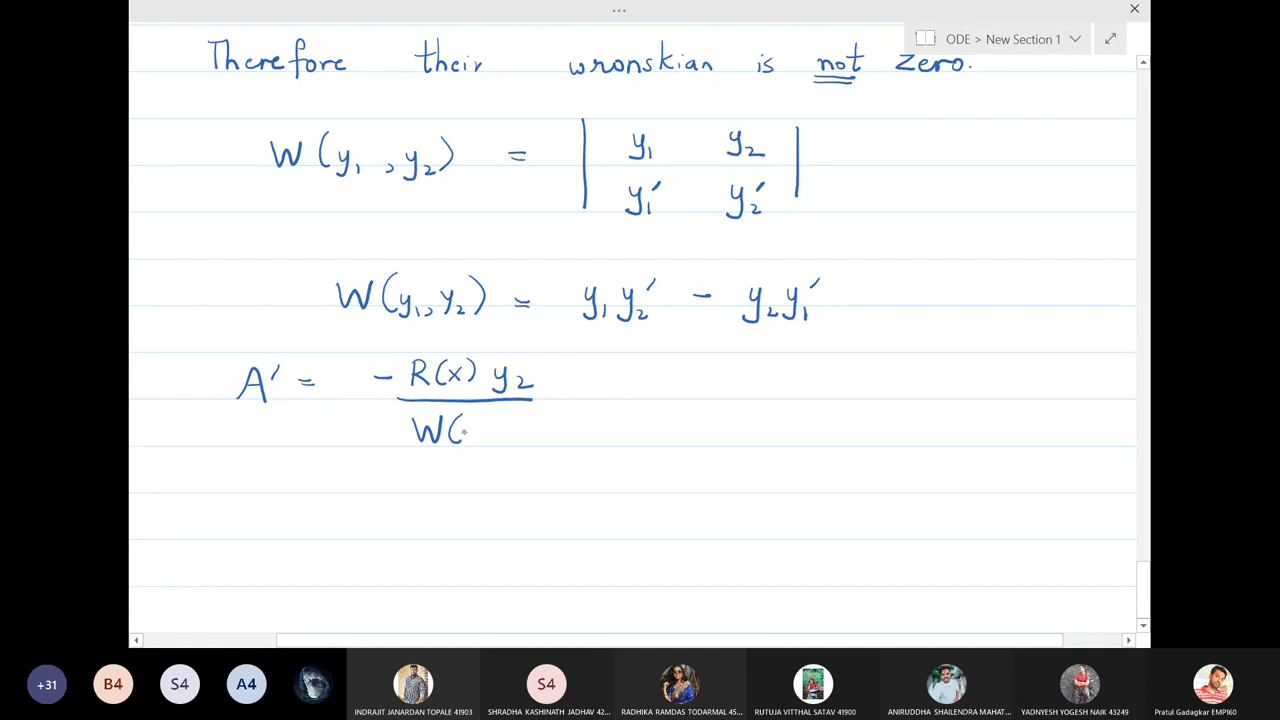 ODE > New Section 1
Therefore their wronskian is not zero.
W(y₁, y₂) = | y₁ y₂ |
| y₁′ y₂′ |
W(y₁, y₂) = y₁y₂′ - y₂y₁′
A′ = - R(x) y₂
W(
+31 B4 S4 A4 S4
INDRAJIT JANARDAN TOPALE 41903 SHRADHA KASHINATH JADHAV 42... RADHIKA RAMDAS TODARMAL 45... RUTUJA VITTHAL SATAV 41900 ANIRUDDHA SHAILENDRA MAHAT... YADNYESH YOGESH NAIK 43249 Pratul Gadagkar EMP160